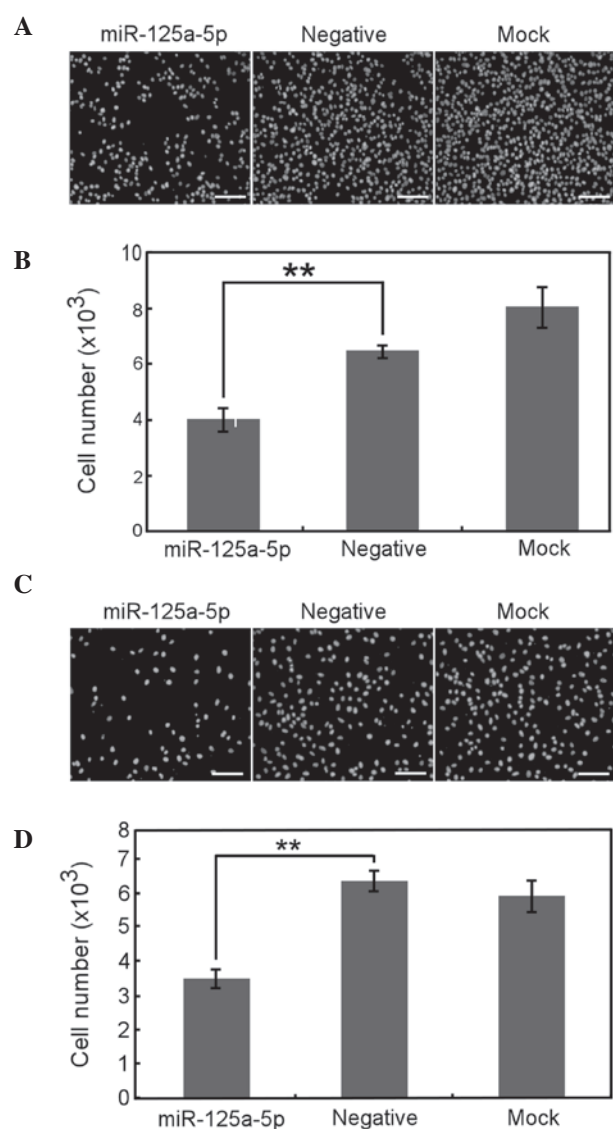 A
miR-125a-5p Negative Mock
B
10
8
6
4
2
0
Cell number (x10³)
**
miR-125a-5p Negative Mock
C
miR-125a-5p Negative Mock
D
8
7
6
5
4
3
2
1
0
Cell number (x10³)
**
miR-125a-5p Negative Mock